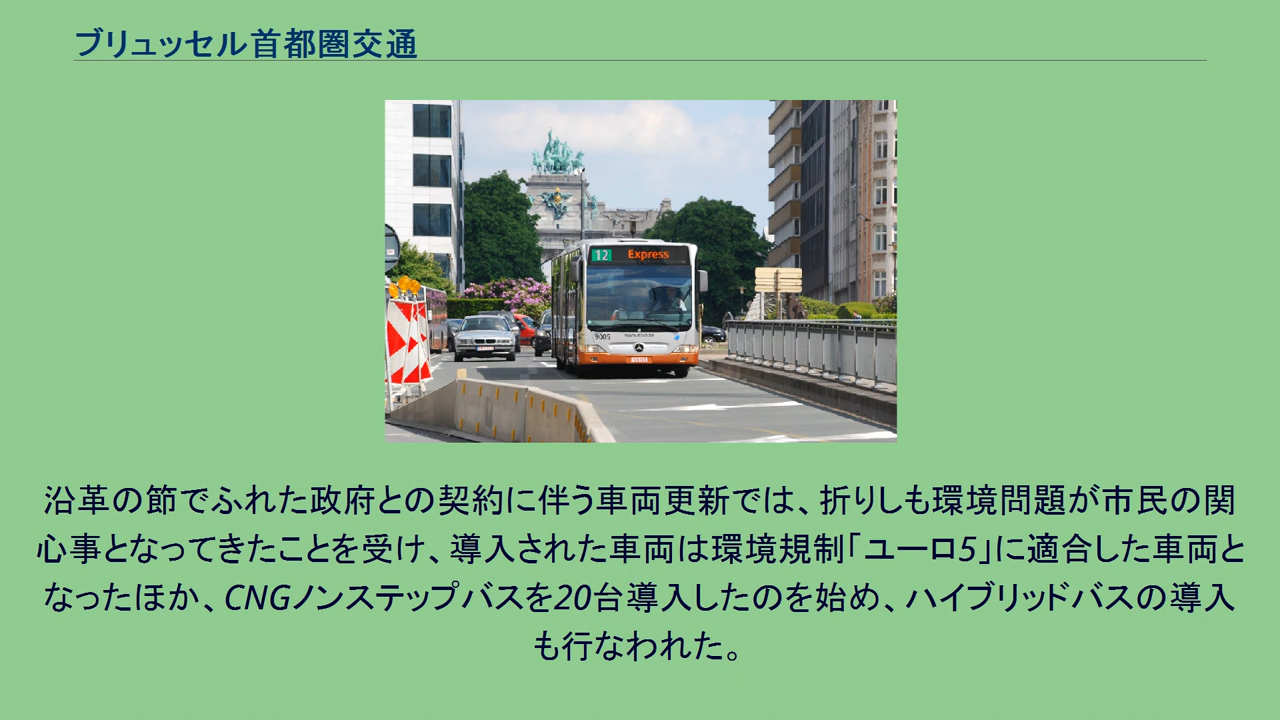 ブリュッセル首都圏交通
12 Express
9005
沿革の節でふれた政府との契約に伴う車両更新では、折りしも環境問題が市民の関
心事となってきたことを受け、導入された車両は環境規制「ユーロ5」に適合した車両と
なったほか、CNGノンステップバスを20台導入したのを始め、ハイブリッドバスの導入
も行なわれた。